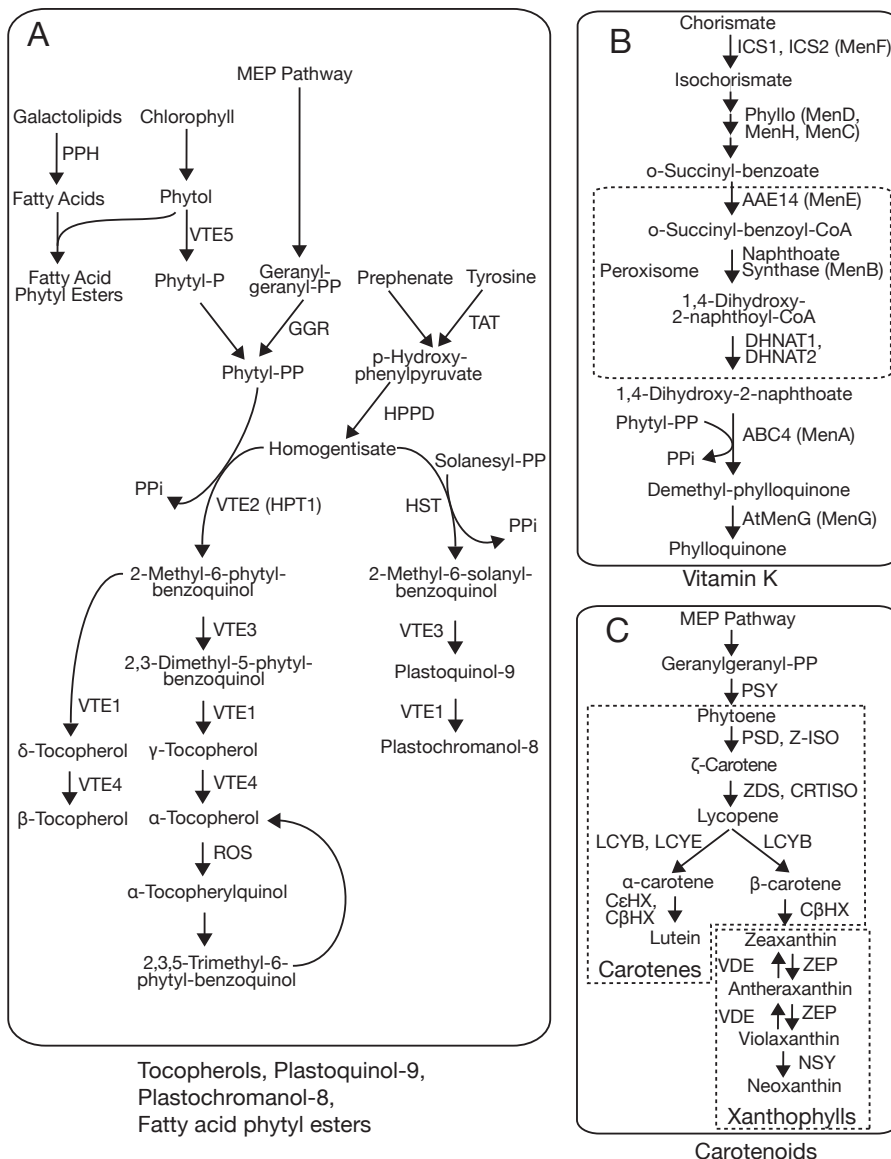 A
MEP Pathway
Galactolipids
Chlorophyll
PPH
Fatty Acids
Phytol
VTE5
Fatty Acid
Phytyl Esters
Phytyl-P
Geranyl-
geranyl-PP
Prephenate
Tyrosine
GGR
TAT
Phytyl-PP
p-Hydroxy-
phenylpyruvate
HPPD
Homogentisate
Solanesyl-PP
PPi
VTE2 (HPT1)
HST
PPi
2-Methyl-6-phytyl-
benzoquinol
2-Methyl-6-solanyl-
benzoquinol
VTE3
VTE3
2,3-Dimethyl-5-phytyl-
benzoquinol
Plastoquinol-9
VTE1
VTE1
VTE1
δ-Tocopherol
γ-Tocopherol
Plastochromanol-8
VTE4
VTE4
β-Tocopherol
α-Tocopherol
ROS
α-Tocopherylquinol
2,3,5-Trimethyl-6-
phytyl-benzoquinol
Tocopherols, Plastoquinol-9,
Plastochromanol-8,
Fatty acid phytyl esters
B
Chorismate
ICS1, ICS2 (MenF)
Isochorismate
Phyllo (MenD,
MenH, MenC)
o-Succinyl-benzoate
AAE14 (MenE)
o-Succinyl-benzoyl-CoA
Peroxisome
Naphthoate
Synthase (MenB)
1,4-Dihydroxy-
2-naphthoyl-CoA
DHNAT1,
DHNAT2
1,4-Dihydroxy-2-naphthoate
Phytyl-PP
ABC4 (MenA)
PPi
Demethyl-phylloquinone
AtMenG (MenG)
Phylloquinone
Vitamin K
C
MEP Pathway
Geranylgeranyl-PP
PSY
Phytoene
PSD, Z-ISO
ζ-Carotene
ZDS, CRTISO
Lycopene
LCYB, LCYE
LCYB
α-carotene
β-carotene
CεHX,
CβHX
CβHX
Lutein
Zeaxanthin
Carotenes
VDE
ZEP
Antheraxanthin
VDE
ZEP
Violaxanthin
NSY
Neoxanthin
Xanthophylls
Carotenoids